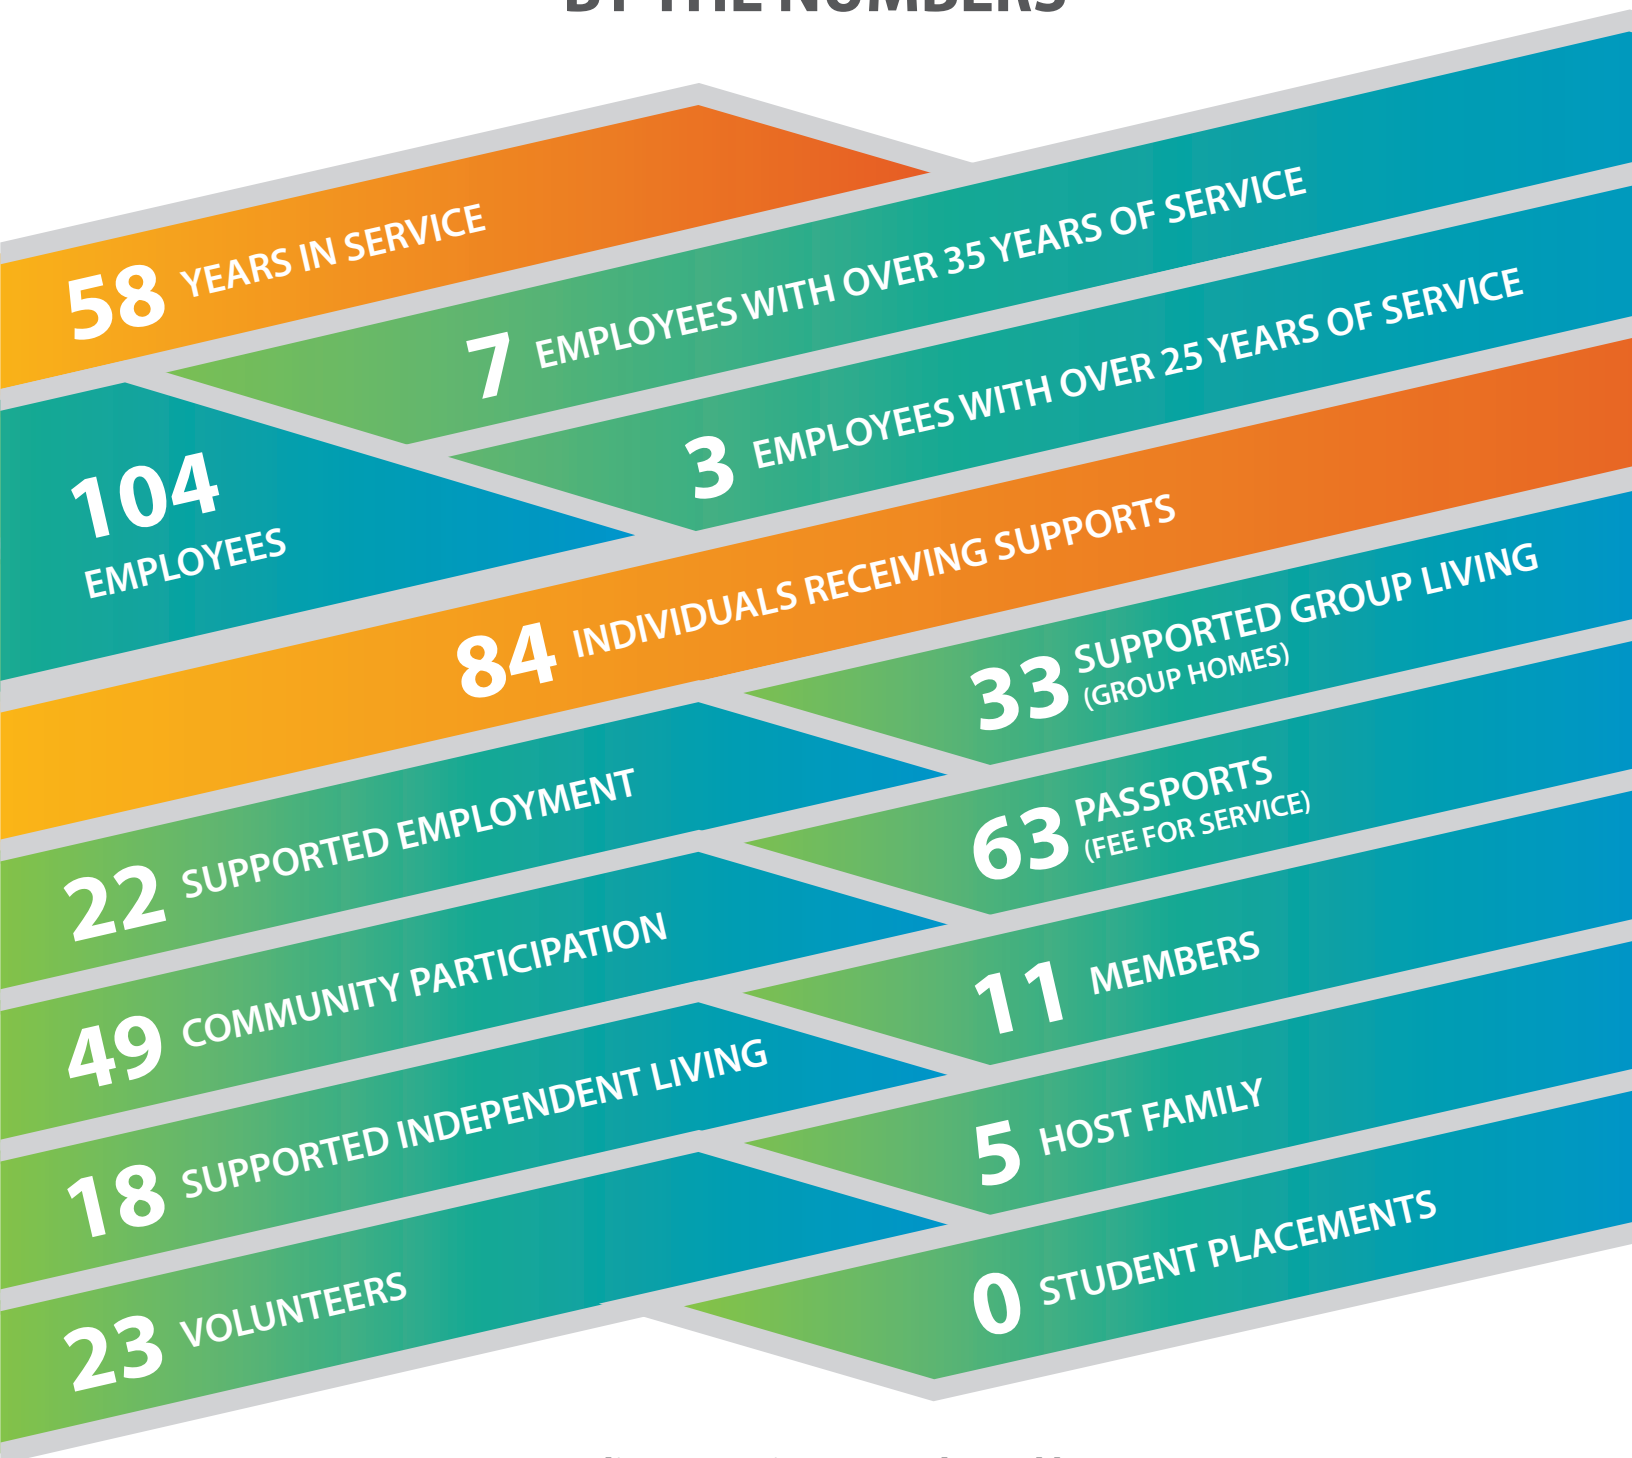 BY THE NUMBERS
58 YEARS IN SERVICE
7 EMPLOYEES WITH OVER 35 YEARS OF SERVICE
3 EMPLOYEES WITH OVER 25 YEARS OF SERVICE
104
EMPLOYEES
84 INDIVIDUALS RECEIVING SUPPORTS
33 SUPPORTED GROUP LIVING
(GROUP HOMES)
22 SUPPORTED EMPLOYMENT
63 PASSPORTS
(FEE FOR SERVICE)
49 COMMUNITY PARTICIPATION
11 MEMBERS
18 SUPPORTED INDEPENDENT LIVING
5 HOST FAMILY
23 VOLUNTEERS
0 STUDENT PLACEMENTS